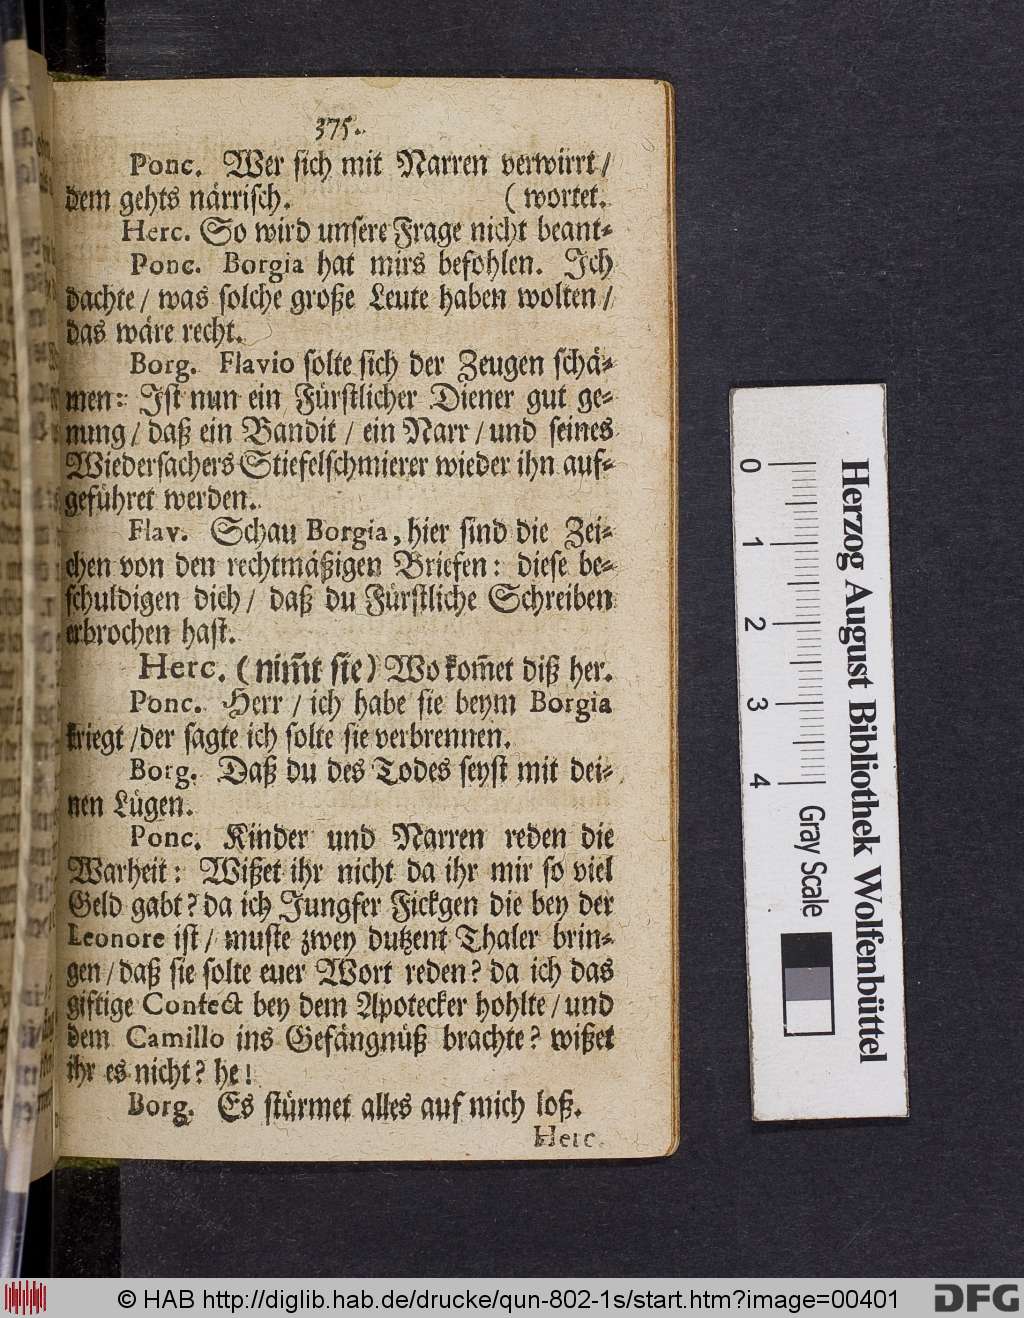 375.
Ponc. Wer sich mit Narren verwirrt /
dem gehts närrisch. ( wortet.
Herc. So wird unsere Frage nicht beant-
Ponc. Borgia hat mirs befohlen. Ich
dachte / was solche große Leute haben wolten /
das wäre recht.
Borg. Flavio solte sich der Zeugen schä-
men: Ist nun ein Fürstlicher Diener gut ge-
nung / daß ein Bandit / ein Narr / und seines
Wiedersachers Stiefelschmierer wieder ihn auf-
geführet werden.
Flav. Schau Borgia, hier sind die Zei-
chen von den rechtmäßigen Briefen: diese be-
schuldigen dich / daß du Fürstliche Schreiben
erbrochen hast.
Herc. (nim̃t sie) Wo kom̃et diß her.
Ponc. Herr / ich habe sie beym Borgia
kriegt / der sagte ich solte sie verbrennen.
Borg. Daß du des Todes seyst mit dei-
nen Lügen.
Ponc. Kinder und Narren reden die
Warheit: Wißet ihr nicht da ihr mir so viel
Geld gabt? da ich Jungfer Fickgen die bey der
Leonore ist / muste zwey dutzent Thaler brin-
gen / daß sie solte euer Wort reden? da ich das
giftige Confect bey dem Apotecker hohlte / und
dem Camillo ins Gefängnüß brachte? wißet
ihr es nicht? he!
Borg. Es stürmet alles auf mich loß.
Herc.
0 1 2 3 4
Gray Scale
Herzog August Bibliothek Wolfenbüttel
© HAB http://diglib.hab.de/drucke/qun-802-1s/start.htm?image=00401
DFG